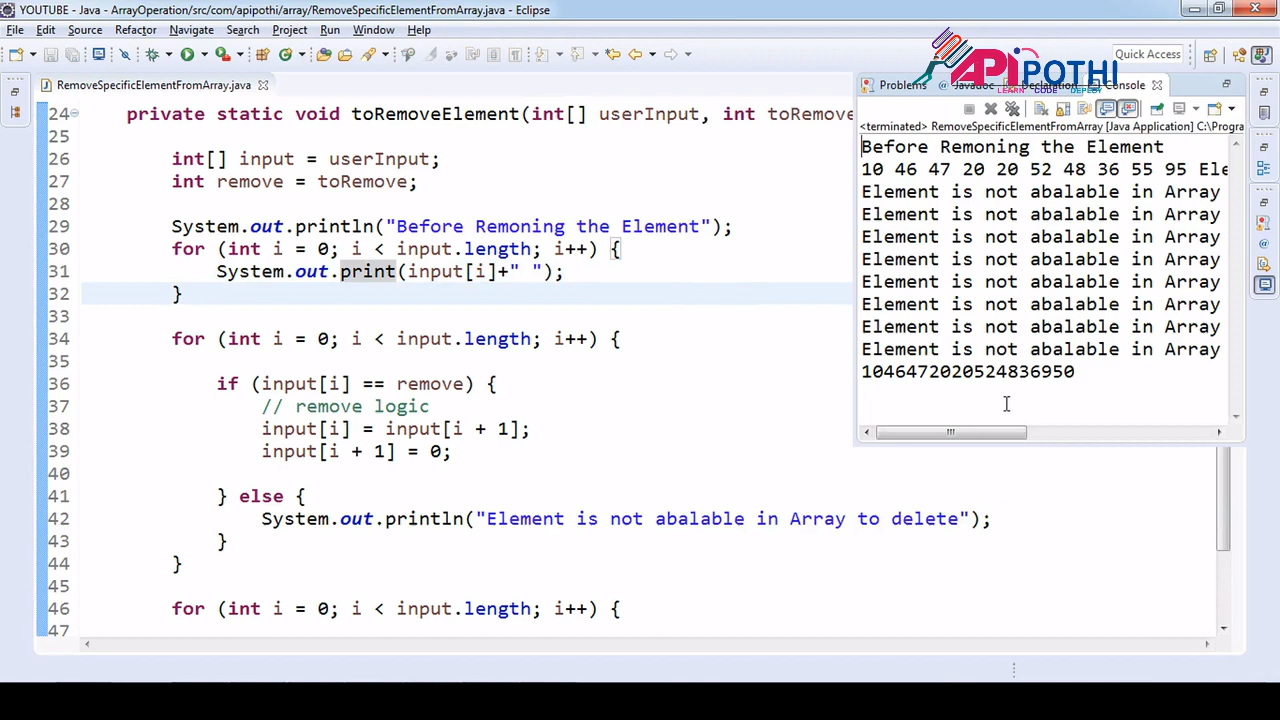 YOUTUBE - Java - ArrayOperation/src/com/apipothi/array/RemoveSpecificElementFromArray.java - Eclipse
File Edit Source Refactor Navigate Search Project Run Window Help
Quick Access
APIPOTHI
LEARN CODE DEPLOY
RemoveSpecificElementFromArray.java
Problems @ Javadoc Declaration Console
<terminated> RemoveSpecificElementFromArray [Java Application] C:\Progra
24 private static void toRemoveElement(int[] userInput, int toRemove
25
26 int[] input = userInput;
27 int remove = toRemove;
28
29 System.out.println("Before Remoning the Element");
30 for (int i = 0; i < input.length; i++) {
31 System.out.print(input[i]+" ");
32 }
33
34 for (int i = 0; i < input.length; i++) {
35
36 if (input[i] == remove) {
37 // remove logic
38 input[i] = input[i + 1];
39 input[i + 1] = 0;
40
41 } else {
42 System.out.println("Element is not abalable in Array to delete");
43 }
44 }
45
46 for (int i = 0; i < input.length; i++) {
47
Before Remoning the Element
10 46 47 20 20 52 48 36 55 95 Ele
Element is not abalable in Array
Element is not abalable in Array
Element is not abalable in Array
Element is not abalable in Array
Element is not abalable in Array
Element is not abalable in Array
Element is not abalable in Array
Element is not abalable in Array
1046472020524836950